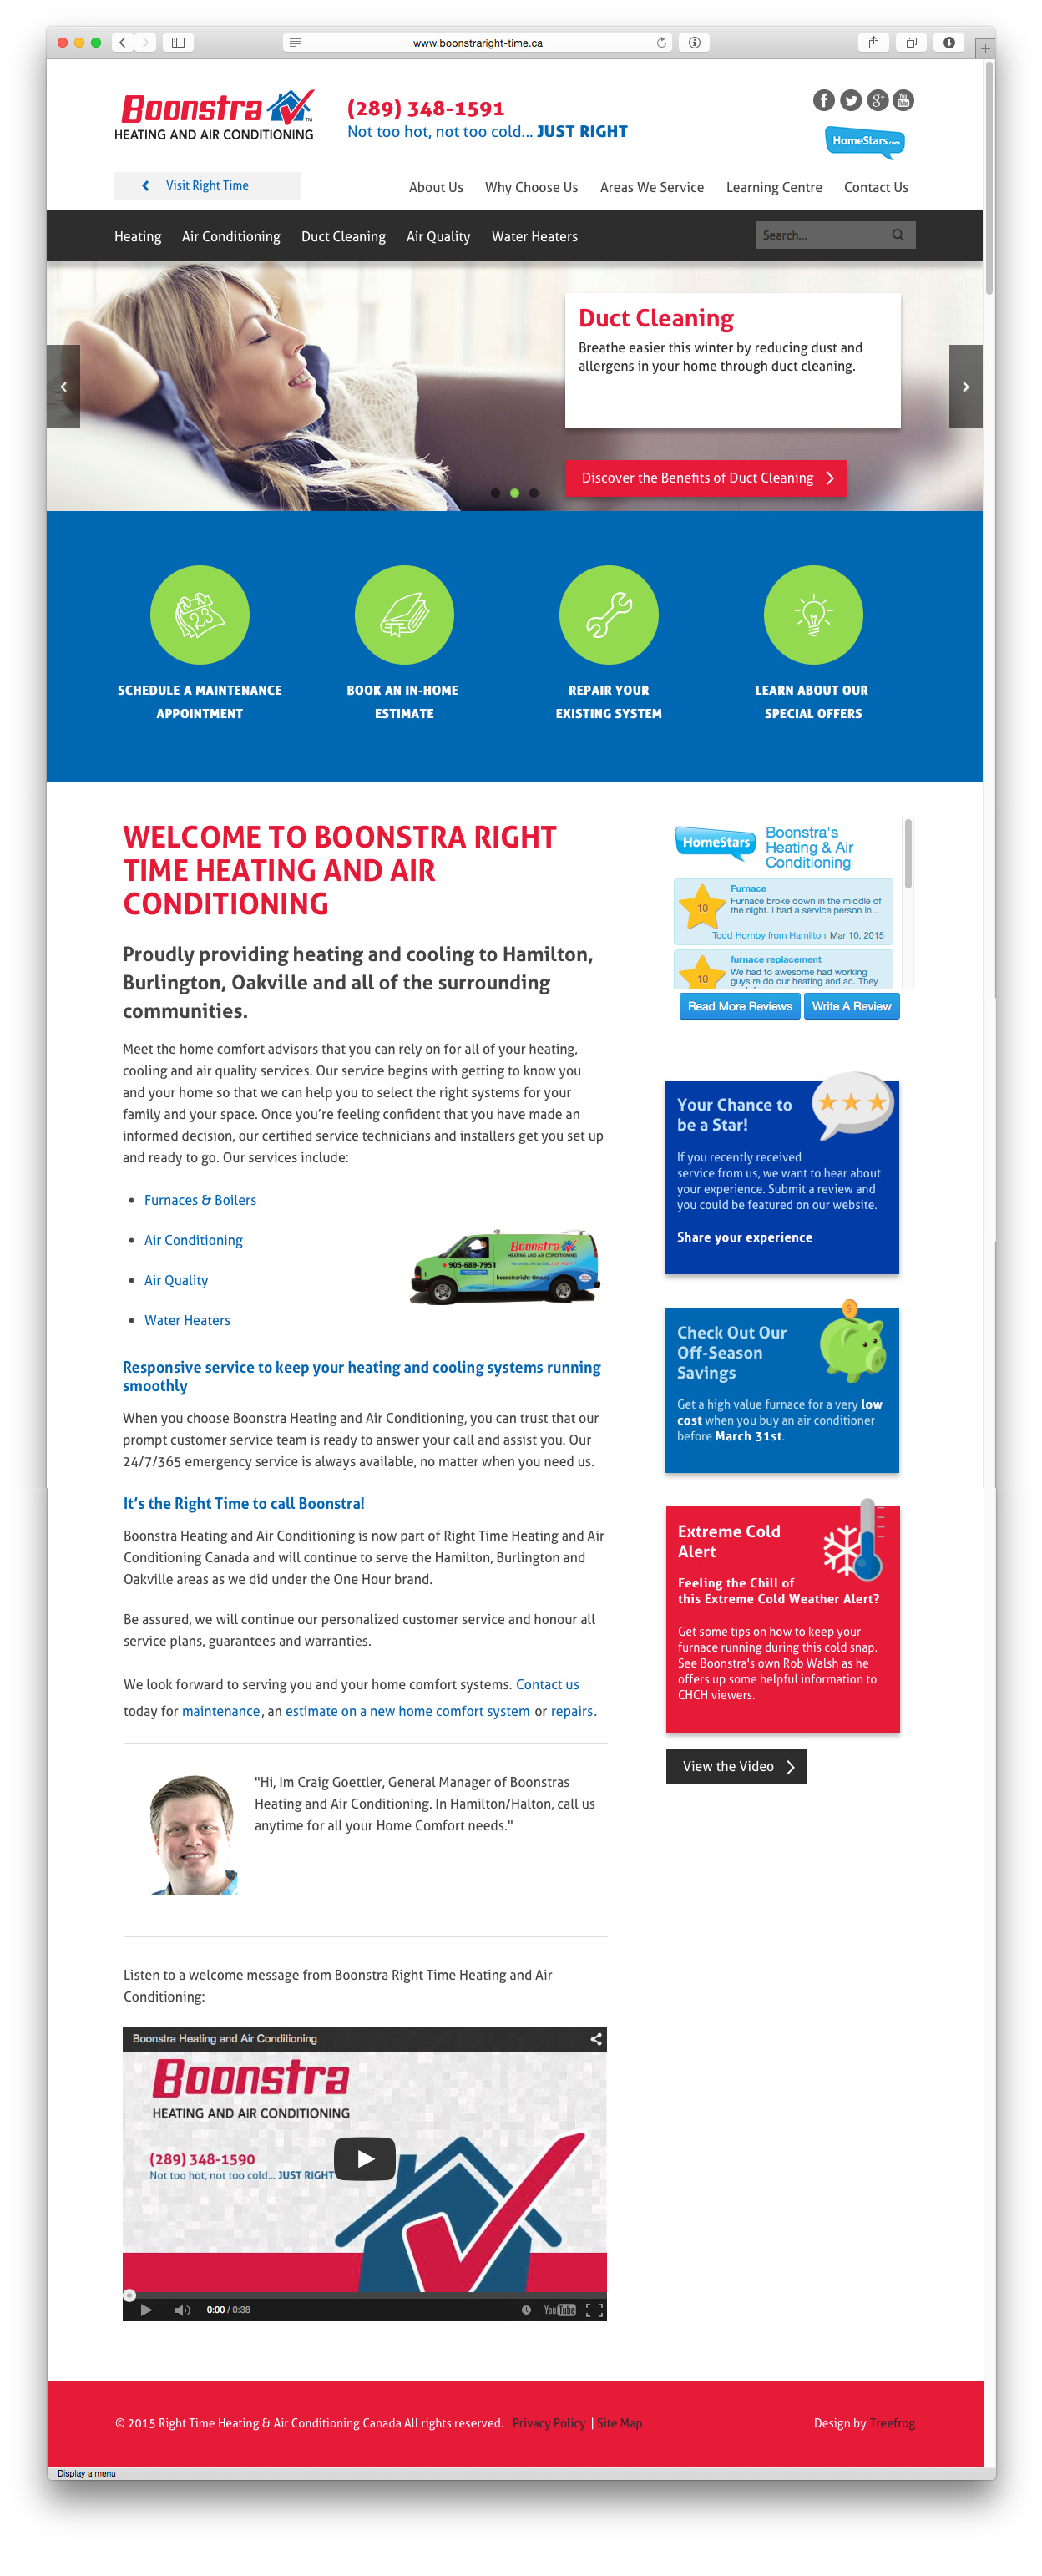 www.boonstraright-time.ca
Boonstra
HEATING AND AIR CONDITIONING
TM
(289) 348-1591
Not too hot, not too cold... JUST RIGHT
f
g+
You
Tube
HomeStars.com
Visit Right Time
About Us Why Choose Us Areas We Service Learning Centre Contact Us
Heating Air Conditioning Duct Cleaning Air Quality Water Heaters
Search...
Duct Cleaning
Breathe easier this winter by reducing dust and
allergens in your home through duct cleaning.
Discover the Benefits of Duct Cleaning
23
SCHEDULE A MAINTENANCE
APPOINTMENT
BOOK AN IN-HOME
ESTIMATE
REPAIR YOUR
EXISTING SYSTEM
LEARN ABOUT OUR
SPECIAL OFFERS
WELCOME TO BOONSTRA RIGHT
TIME HEATING AND AIR
CONDITIONING
Proudly providing heating and cooling to Hamilton,
Burlington, Oakville and all of the surrounding
communities.
Meet the home comfort advisors that you can rely on for all of your heating,
cooling and air quality services. Our service begins with getting to know you
and your home so that we can help you to select the right systems for your
family and your space. Once you're feeling confident that you have made an
informed decision, our certified service technicians and installers get you set up
and ready to go. Our services include:
Furnaces & Boilers
Air Conditioning
Air Quality
Water Heaters
Boonstra
HEATING AND AIR CONDITIONING
905-689-7951
boonstraright-time.ca
Responsive service to keep your heating and cooling systems running
smoothly
When you choose Boonstra Heating and Air Conditioning, you can trust that our
prompt customer service team is ready to answer your call and assist you. Our
24/7/365 emergency service is always available, no matter when you need us.
It's the Right Time to call Boonstra!
Boonstra Heating and Air Conditioning is now part of Right Time Heating and Air
Conditioning Canada and will continue to serve the Hamilton, Burlington and
Oakville areas as we did under the One Hour brand.
Be assured, we will continue our personalized customer service and honour all
service plans, guarantees and warranties.
We look forward to serving you and your home comfort systems. Contact us
today for maintenance, an estimate on a new home comfort system or repairs.
"Hi, Im Craig Goettler, General Manager of Boonstras
Heating and Air Conditioning. In Hamilton/Halton, call us
anytime for all your Home Comfort needs."
Listen to a welcome message from Boonstra Right Time Heating and Air
Conditioning:
Boonstra Heating and Air Conditioning
Boonstra
HEATING AND AIR CONDITIONING
(289) 348-1590
Not too hot, not too cold... JUST RIGHT
0:00 / 0:38
YouTube
HomeStars
Boonstra's
Heating & Air
Conditioning
10
Furnace
Furnace broke down in the middle of
the night. I had a service person in...
Todd Hornby from Hamilton Mar 10, 2015
10
furnace replacement
We had to awesome had working
guys re do our heating and ac. They
Read More Reviews
Write A Review
Your Chance to
be a Star!
If you recently received
service from us, we want to hear about
your experience. Submit a review and
you could be featured on our website.
Share your experience
Check Out Our
Off-Season
Savings
$
Get a high value furnace for a very low
cost when you buy an air conditioner
before March 31st.
Extreme Cold
Alert
Feeling the Chill of
this Extreme Cold Weather Alert?
Get some tips on how to keep your
furnace running during this cold snap.
See Boonstra's own Rob Walsh as he
offers up some helpful information to
CHCH viewers.
View the Video
© 2015 Right Time Heating & Air Conditioning Canada All rights reserved. Privacy Policy | Site Map
Design by Treefrog
Display a menu